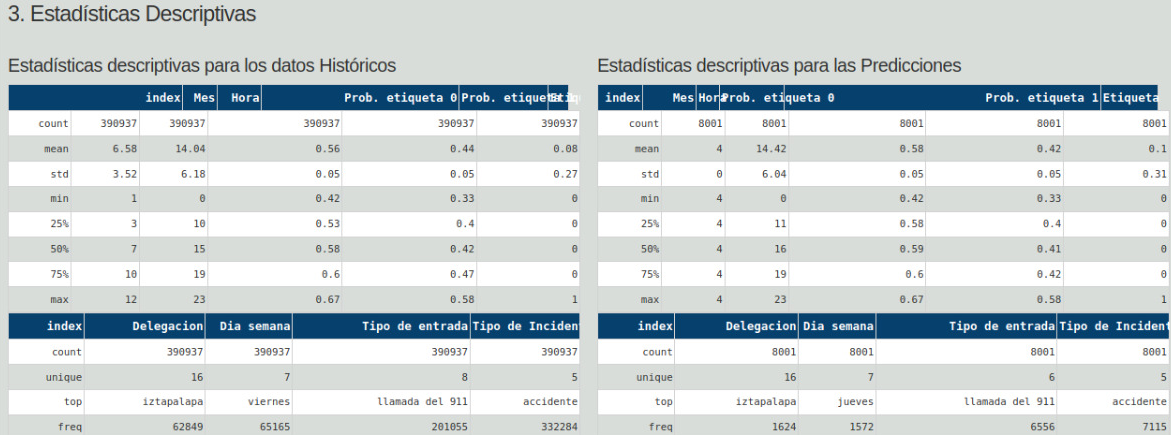 3. Estadísticas Descriptivas
Estadísticas descriptivas para los datos Históricos
index Mes Hora Prob. etiqueta 0 Prob. etiqueta 1
count 390937 390937 390937 390937 390937
mean 6.58 14.04 0.56 0.44 0.08
std 3.52 6.18 0.05 0.05 0.27
min 1 0 0.42 0.33 0
25% 3 10 0.53 0.4 0
50% 7 15 0.58 0.42 0
75% 10 19 0.6 0.47 0
max 12 23 0.67 0.58 1
index Delegacion Dia semana Tipo de entrada Tipo de Inciden
count 390937 390937 390937 390937
unique 16 7 8 5
top iztapalapa viernes llamada del 911 accidente
freq 62849 65165 201055 332284
Estadísticas descriptivas para las Predicciones
index Mes Hora Prob. etiqueta 0 Prob. etiqueta 1 Etiqueta
count 8001 8001 8001 8001 8001
mean 4 14.42 0.58 0.42 0.1
std 0 6.04 0.05 0.05 0.31
min 4 0 0.42 0.33 0
25% 4 11 0.58 0.4 0
50% 4 16 0.59 0.41 0
75% 4 19 0.6 0.42 0
max 4 23 0.67 0.58 1
index Delegacion Dia semana Tipo de entrada Tipo de Incident
count 8001 8001 8001 8001
unique 16 7 6 5
top iztapalapa jueves llamada del 911 accidente
freq 1624 1572 6556 7115